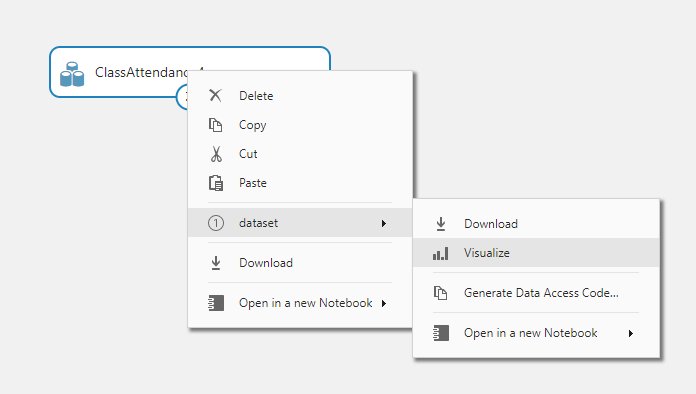 ClassAttendanc
Delete
Copy
Cut
Paste
1 dataset
Download
Open in a new Notebook
Download
Visualize
Generate Data Access Code...
Open in a new Notebook